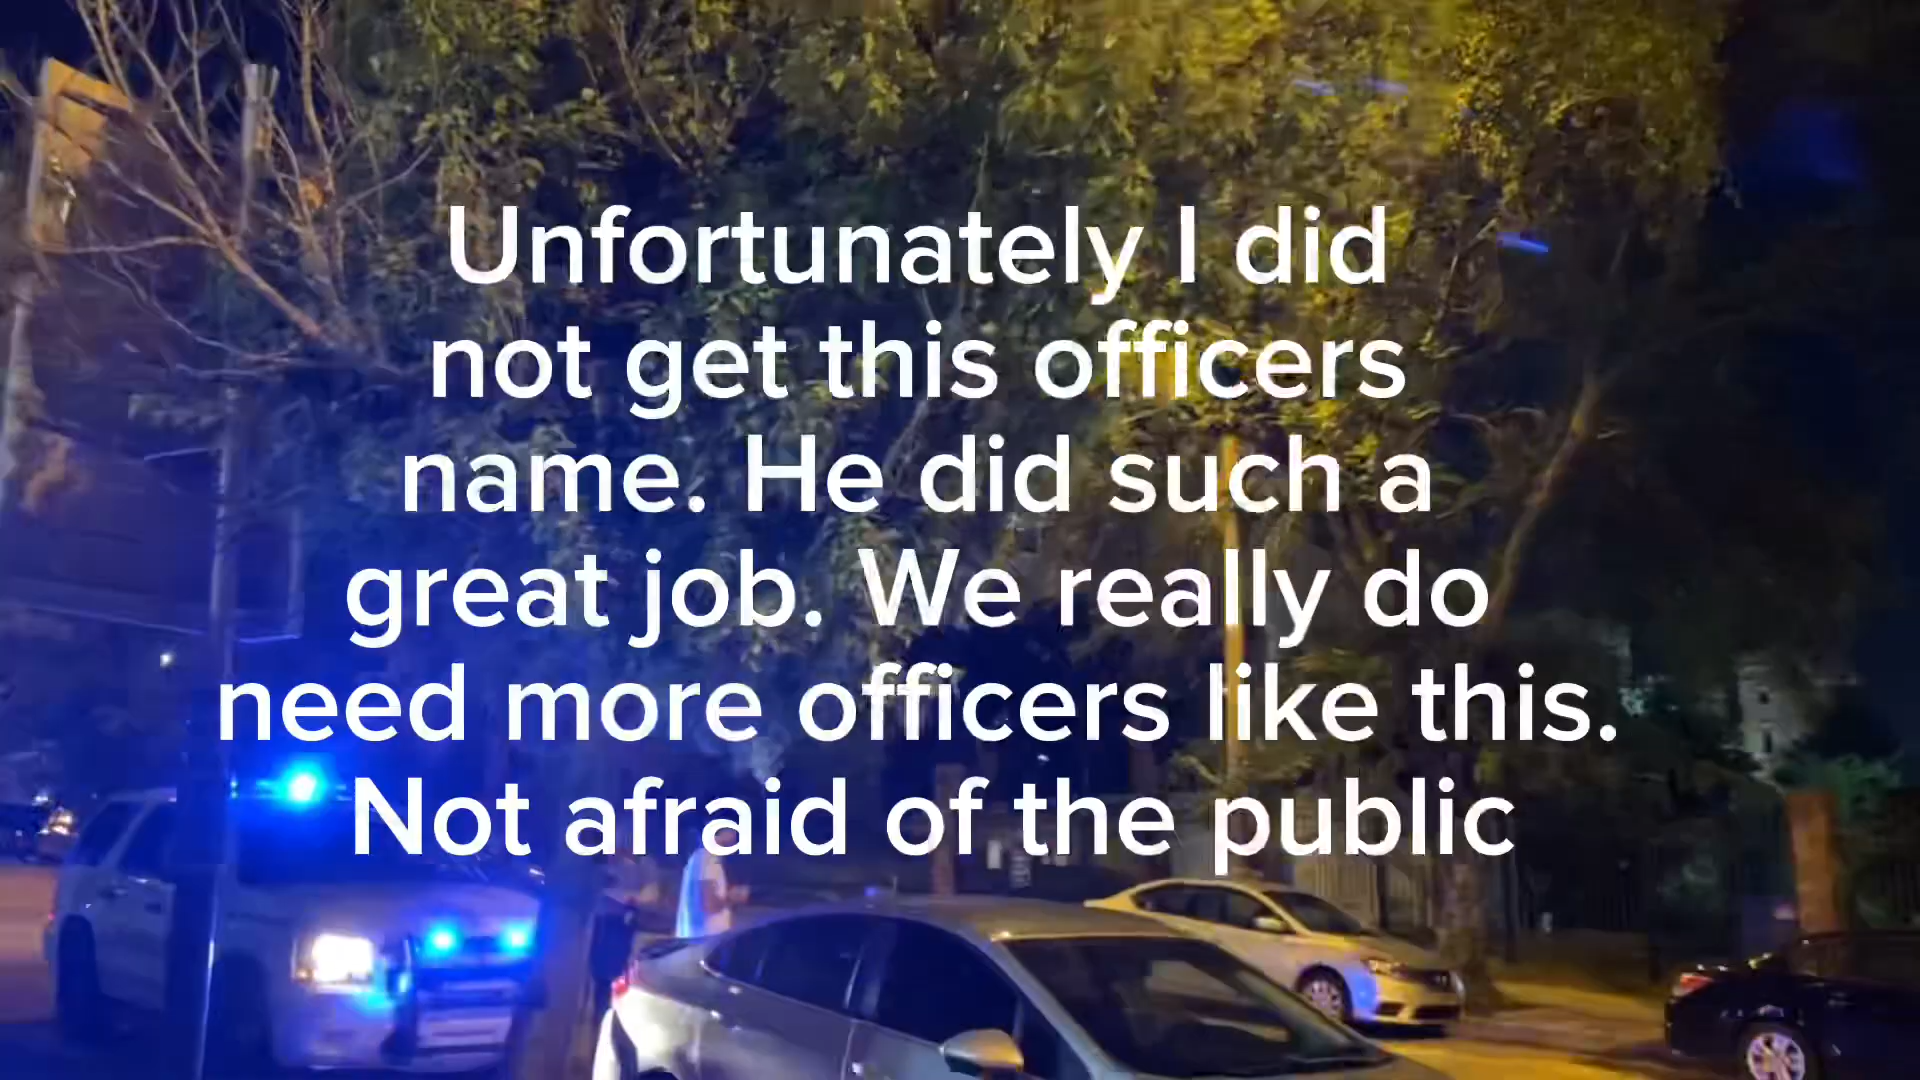 Unfortunately I did
not get this officers
name. He did such a
great job. We really do
need more officers like this.
Not afraid of the public